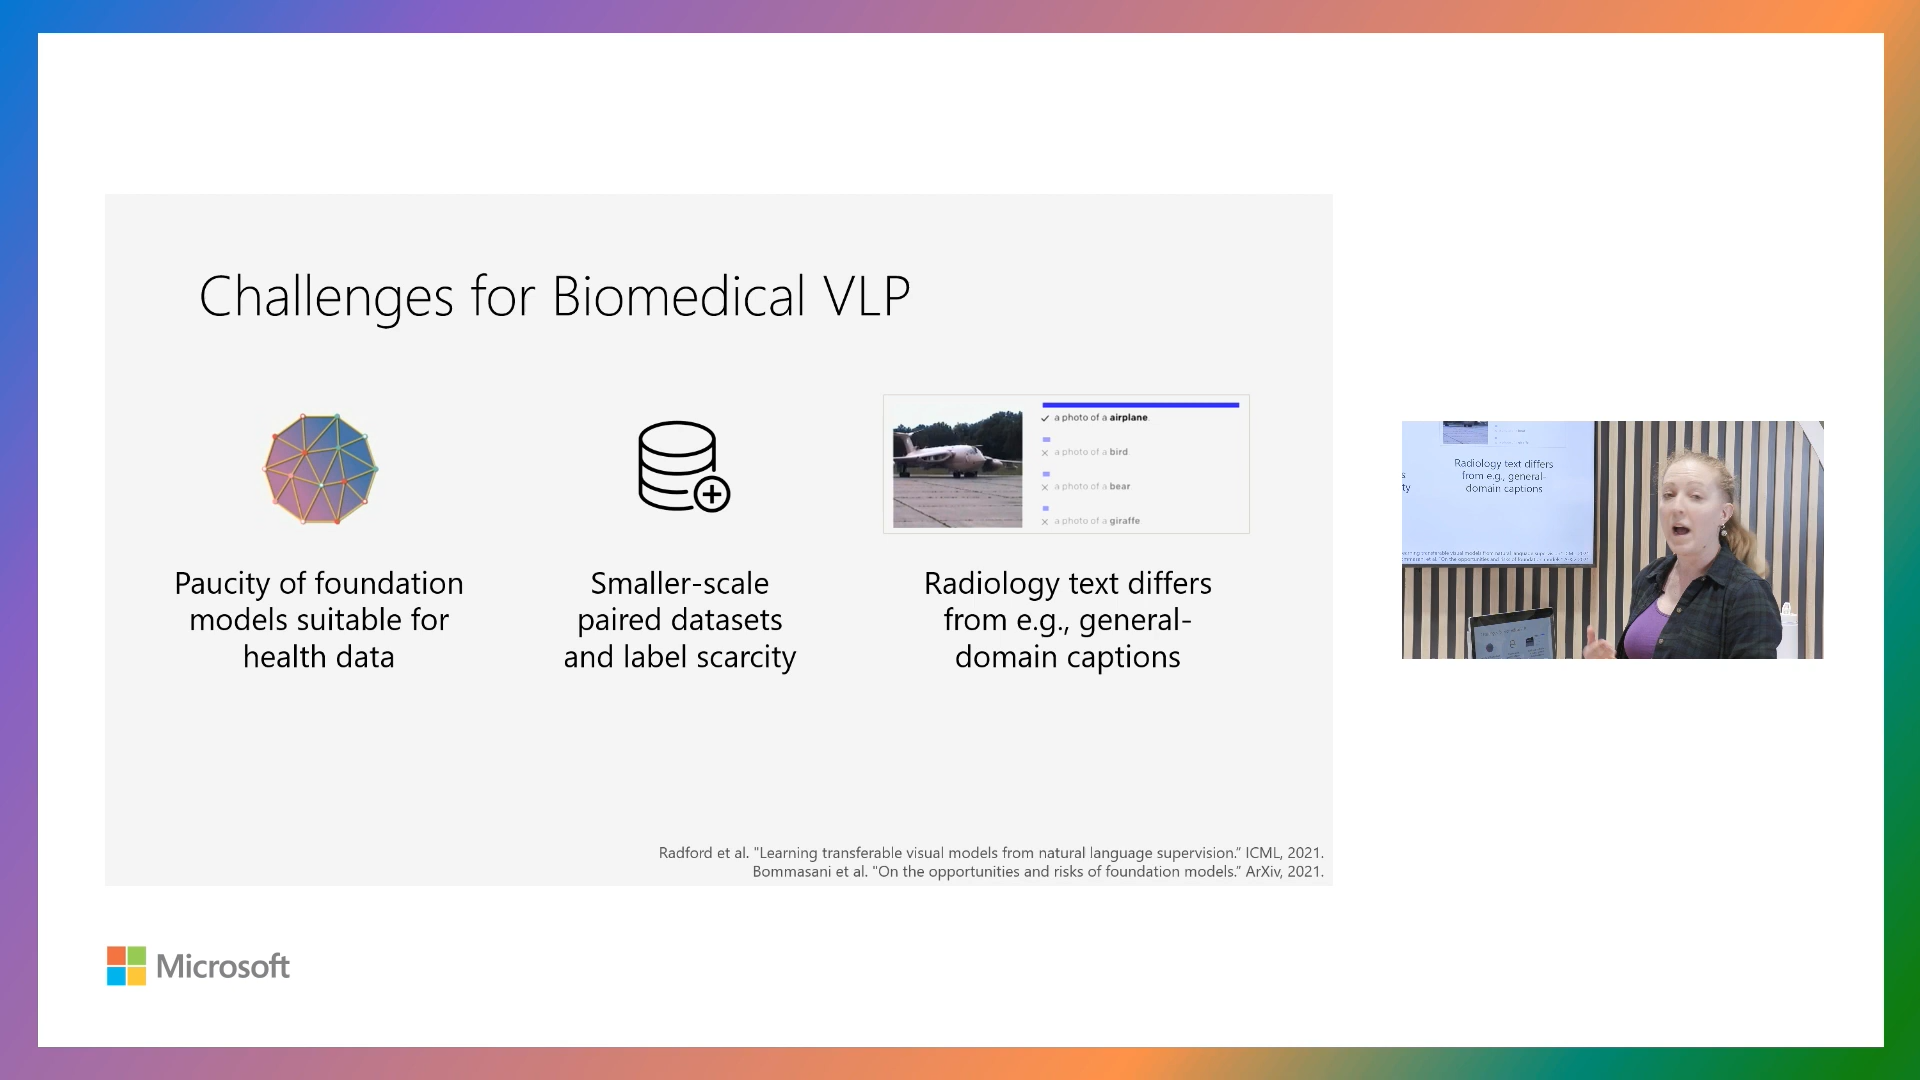 Challenges for Biomedical VLP
a photo of a airplane.
a photo of a bird.
a photo of a bear.
a photo of a giraffe
Paucity of foundation
models suitable for
health data
Smaller-scale
paired datasets
and label scarcity
Radiology text differs
from e.g., general-
domain captions
Radford et al. "Learning transferable visual models from natural language supervision." ICML, 2021.
Bommasani et al. "On the opportunities and risks of foundation models." ArXiv, 2021.
Microsoft
s
ty
Radiology text differs
from e.g., general-
domain captions